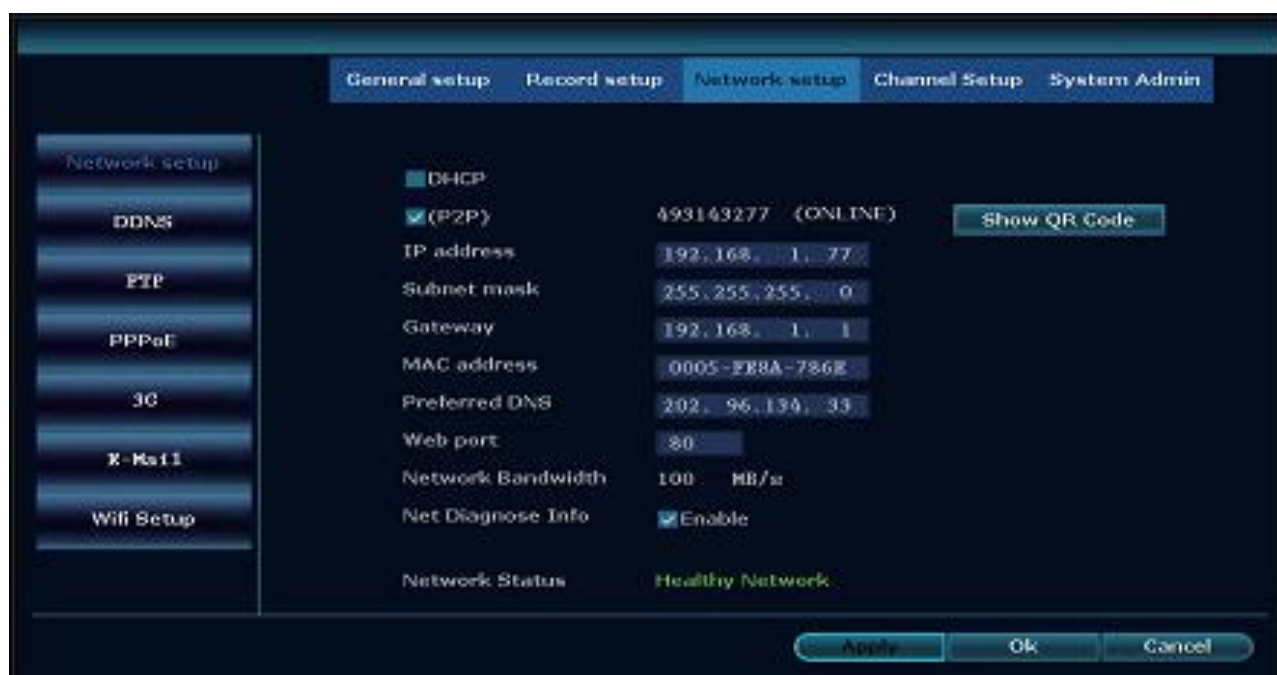 General setup Record setup Network setup Channel Setup System Admin
Network setup
DDNS
FTP
PPPoE
3G
E-Mail
Wifi Setup
DHCP
(P2P) 493143277 (ONLINE) Show QR Code
IP address 192.168. 1. 77
Subnet mask 255.255.255. 0
Gateway 192.168. 1. 1
MAC address 0005-FE8A-786E
Preferred DNS 202. 96.134. 33
Web port 80
Network Bandwidth 100 MB/s
Net Diagnose Info Enable
Network Status Healthy Network
Apply Ok Cancel